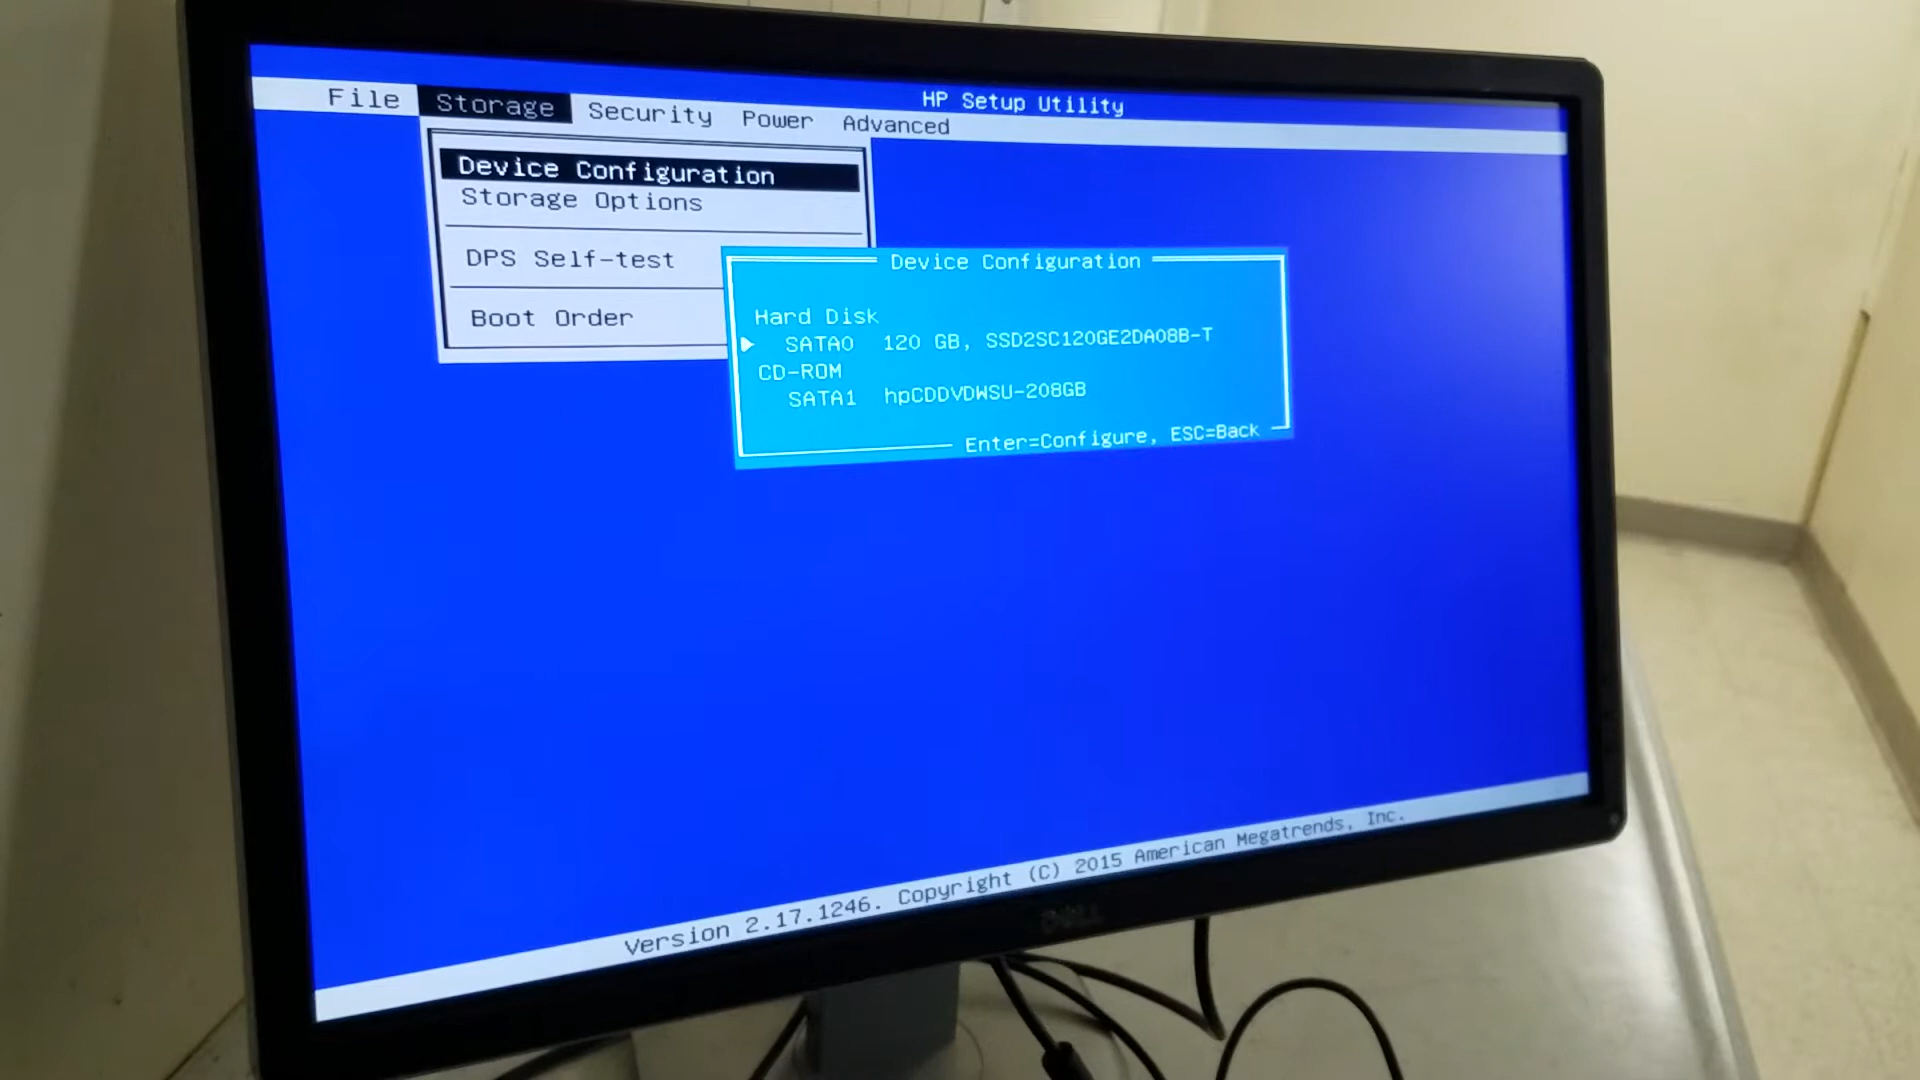 HP Setup Utility
File Storage Security Power Advanced
Device Configuration
Storage Options
DPS Self-test
Boot Order
Device Configuration
Hard Disk
SATA0 120 GB, SSD2SC120GE2DA08B-T
CD-ROM
SATA1 hpCDDVDWSU-208GB
Enter=Configure, ESC=Back
Version 2.17.1246. Copyright (C) 2015 American Megatrends, Inc.
DELL